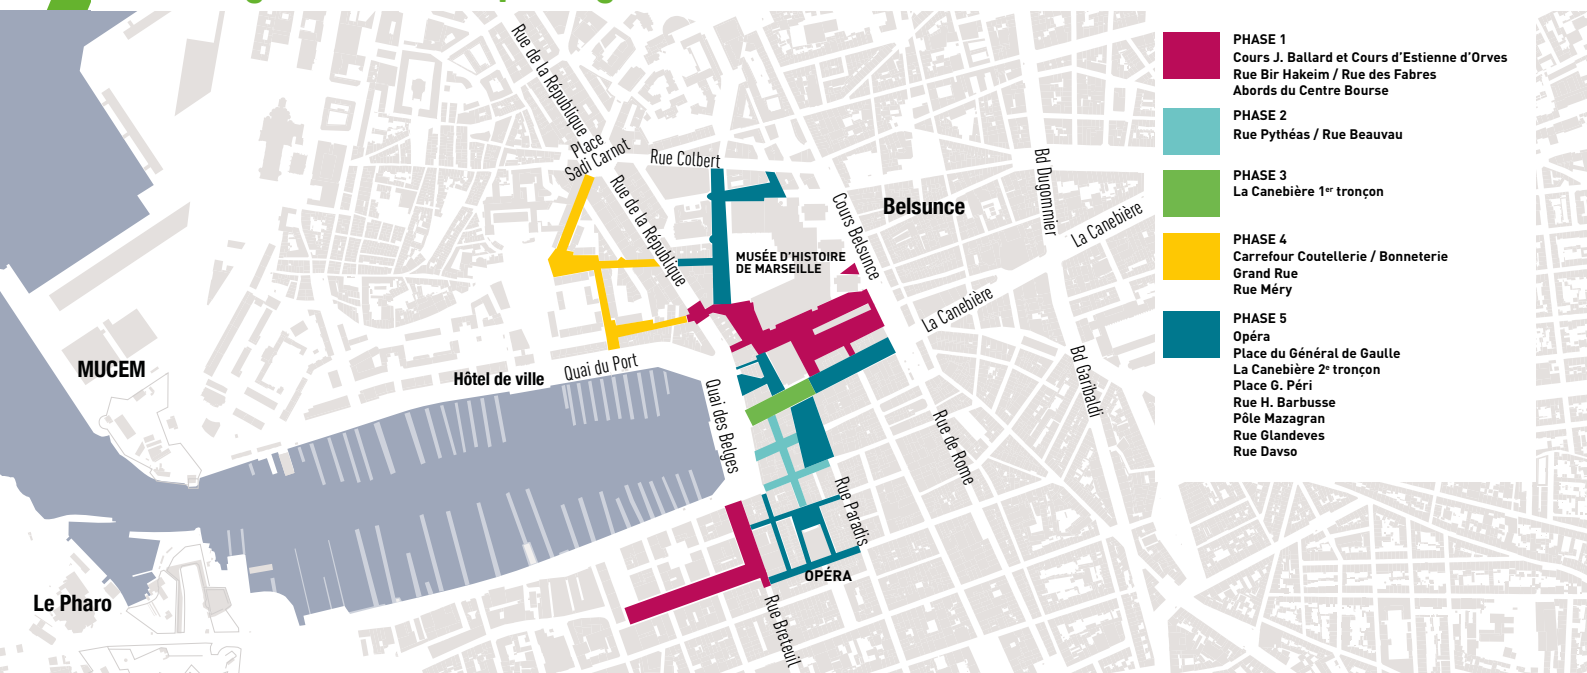 Rue de la République
Place
Sadi Carnot
Rue Colbert
Rue de la République
Cours Belsunce
Belsunce
Bd Dugommier
La Canebière
MUSÉE D'HISTOIRE
DE MARSEILLE
La Canebière
MUCEM
Hôtel de ville
Quai du Port
Quai des Belges
Bd Garibaldi
Rue de Rome
Rue Paradis
OPÉRA
Le Pharo
Rue Breteuil
PHASE 1
Cours J. Ballard et Cours d'Estienne d'Orves
Rue Bir Hakeim / Rue des Fabres
Abords du Centre Bourse
PHASE 2
Rue Pythéas / Rue Beauvau
PHASE 3
La Canebière 1er tronçon
PHASE 4
Carrefour Coutellerie / Bonneterie
Grand Rue
Rue Méry
PHASE 5
Opéra
Place du Général de Gaulle
La Canebière 2e tronçon
Place G. Péri
Rue H. Barbusse
Pôle Mazagran
Rue Glandeves
Rue Davso